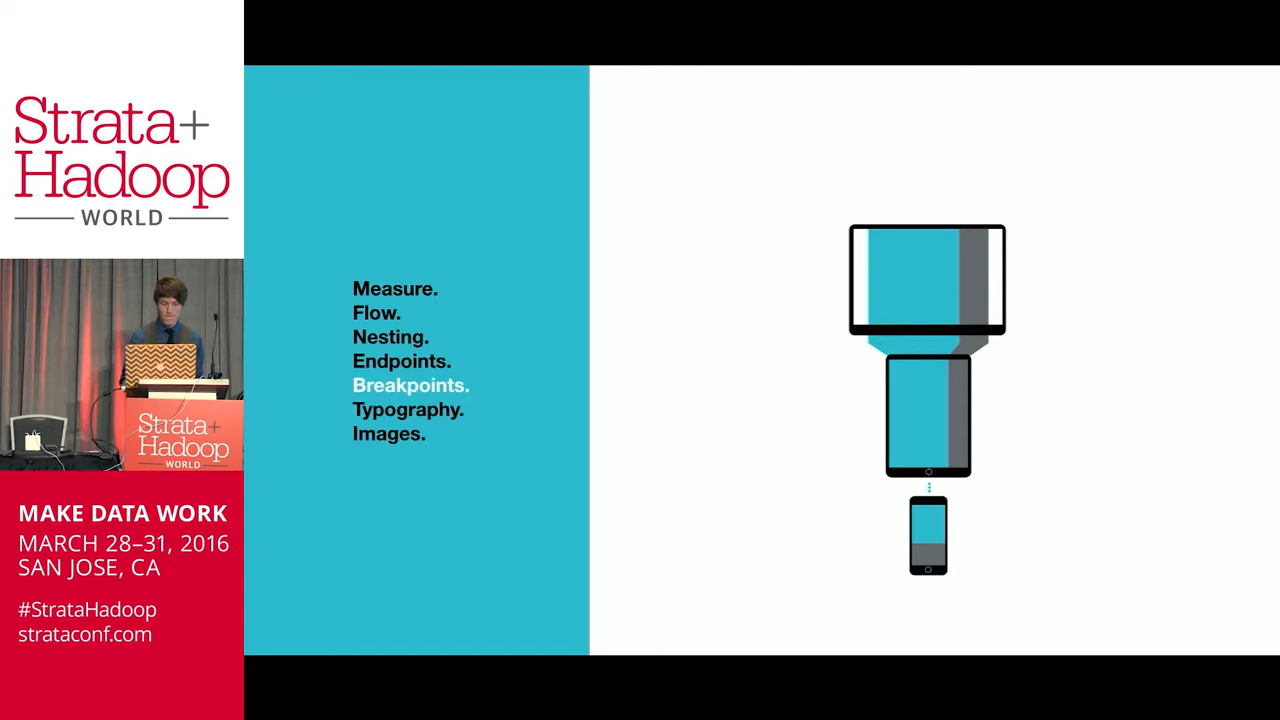 Strata+
Hadoop
WORLD
Strata+
Hadoop
WORLD
MAKE DATA WORK
MARCH 28–31, 2016
SAN JOSE, CA
#StrataHadoop
strataconf.com
Measure.
Flow.
Nesting.
Endpoints.
Breakpoints.
Typography.
Images.